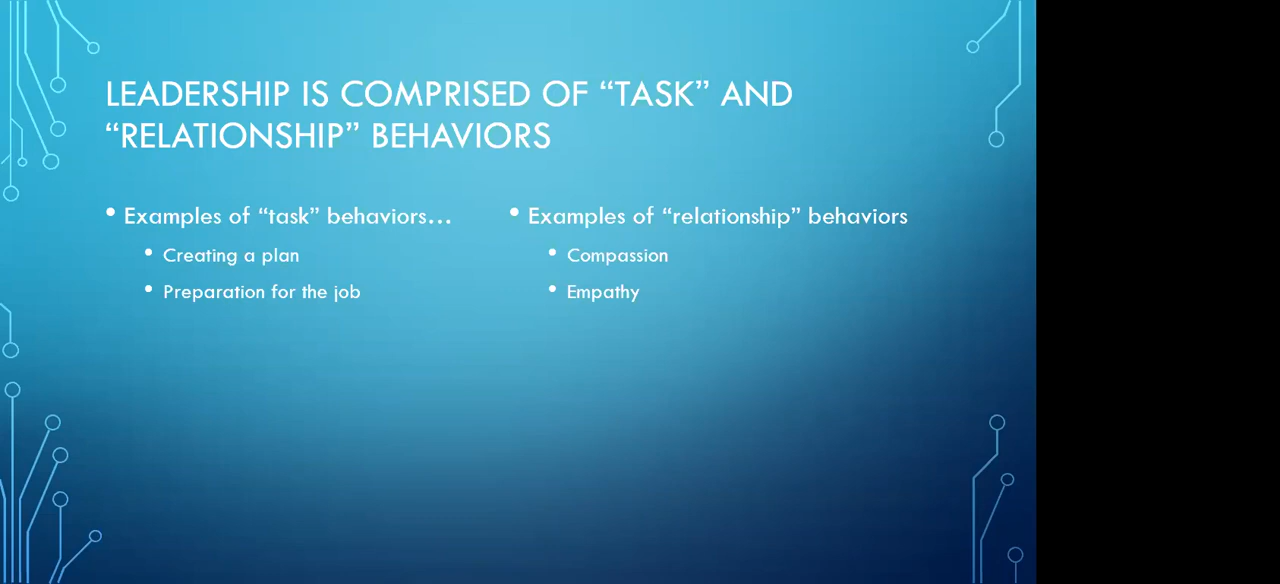 LEADERSHIP IS COMPRISED OF “TASK” AND
“RELATIONSHIP” BEHAVIORS
• Examples of “task” behaviors…
• Creating a plan
• Preparation for the job
• Examples of “relationship” behaviors
• Compassion
• Empathy